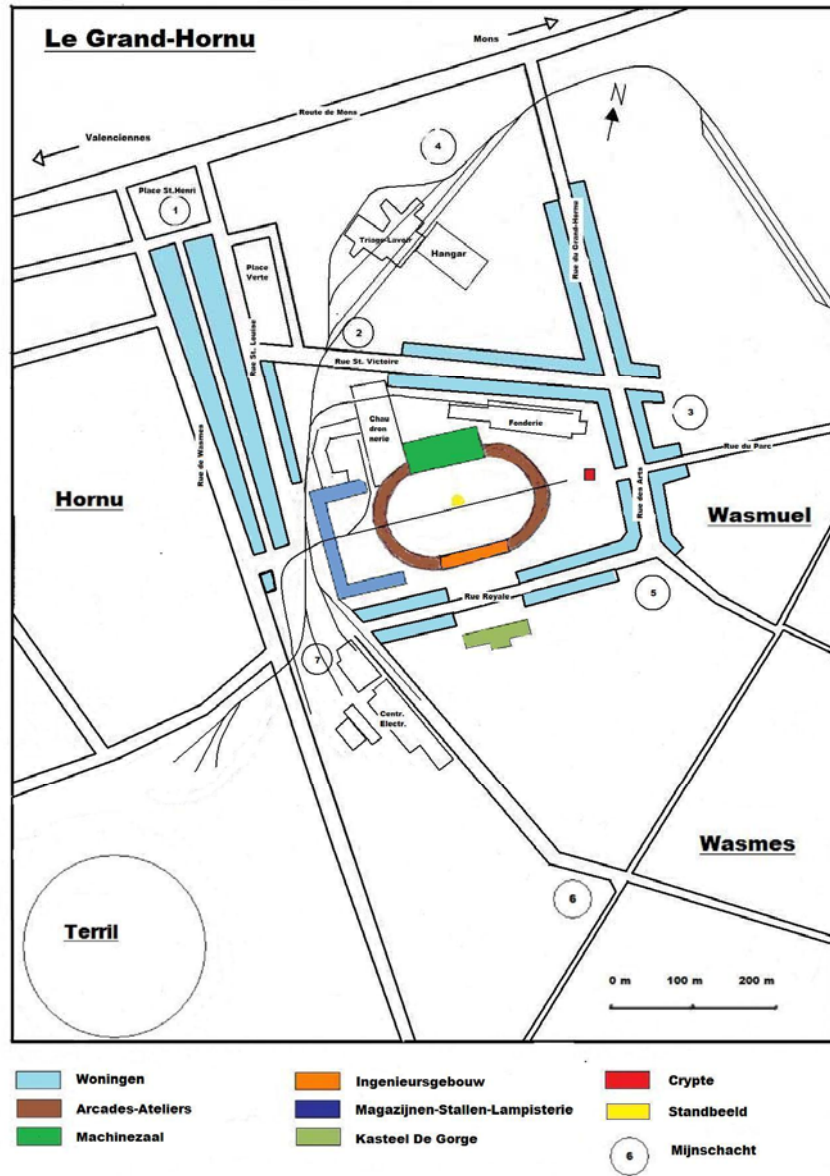 Le Grand-Hornu
Mons
Route de Mons
N
Valenciennes
4
Place St.Henri
1
Triage-Lavoir
Hangar
Rue du Grand-Hornu
Place
Verte
2
Rue St. Louise
Rue St. Victoire
3
Chau
dron
nerie
Fonderie
Rue de Wasmes
Rue du Parc
Rue des Arts
Hornu
Wasmuel
5
Rue Royale
7
Centr.
Electr.
Wasmes
6
Terril
0 m 100 m 200 m
Woningen
Ingenieursgebouw
Crypte
Arcades-Ateliers
Magazijnen-Stallen-Lampisterie
Standbeeld
Machinezaal
Kasteel De Gorge
6
Mijnschacht